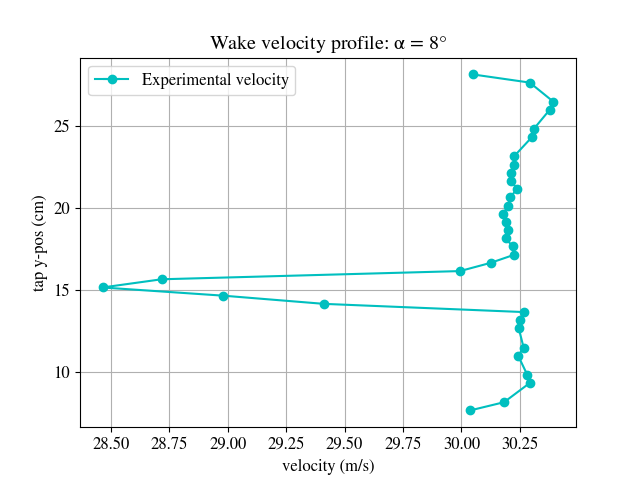 Wake velocity profile: α = 8°
Experimental velocity
25
20
15
10
tap y-pos (cm)
28.50 28.75 29.00 29.25 29.50 29.75 30.00 30.25
velocity (m/s)